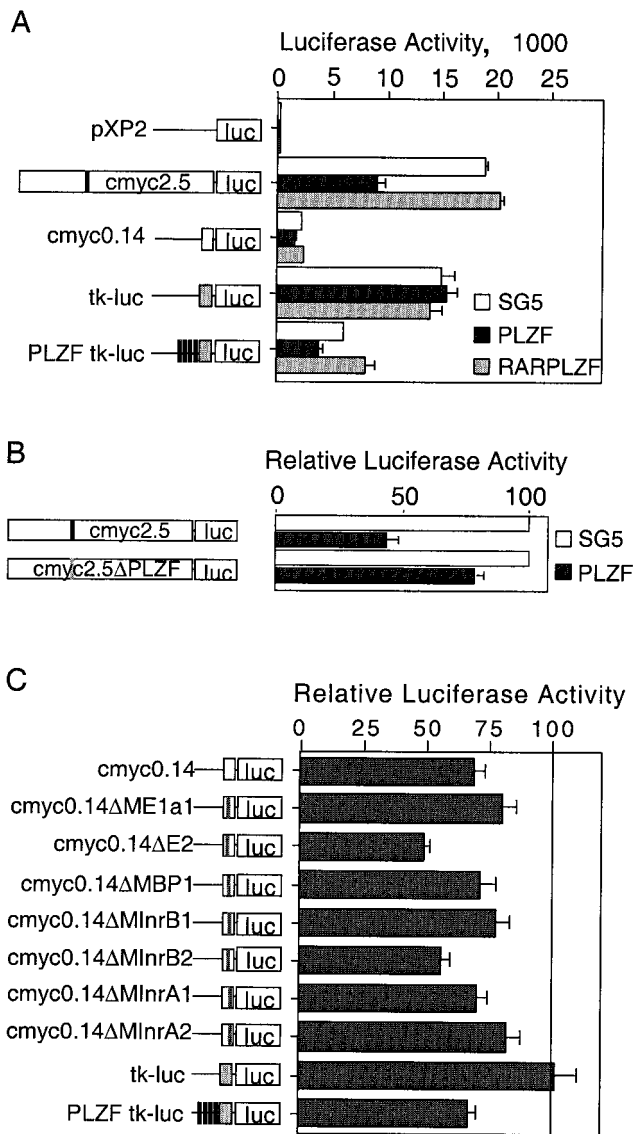 A
Luciferase Activity, 1000
0 5 10 15 20 25
pXP2 luc
cmyc2.5 luc
cmyc0.14 luc
tk-luc luc
PLZF tk-luc luc
SG5
PLZF
RARPLZF
B
Relative Luciferase Activity
0 50 100
cmyc2.5 luc
cmyc2.5ΔPLZF luc
SG5
PLZF
C
Relative Luciferase Activity
0 25 50 75 100
cmyc0.14 luc
cmyc0.14ΔME1a1 luc
cmyc0.14ΔE2 luc
cmyc0.14ΔMBP1 luc
cmyc0.14ΔMInrB1 luc
cmyc0.14ΔMInrB2 luc
cmyc0.14ΔMInrA1 luc
cmyc0.14ΔMInrA2 luc
tk-luc luc
PLZF tk-luc luc